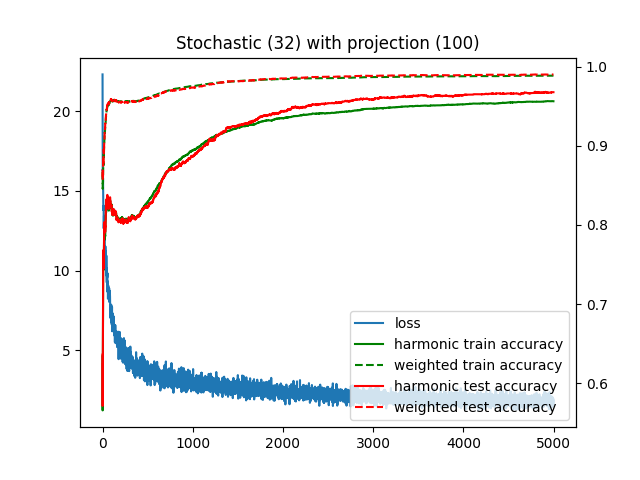 Stochastic (32) with projection (100)
20
15
10
5
1.0
0.9
0.8
0.7
0.6
loss
harmonic train accuracy
weighted train accuracy
harmonic test accuracy
weighted test accuracy
0 1000 2000 3000 4000 5000